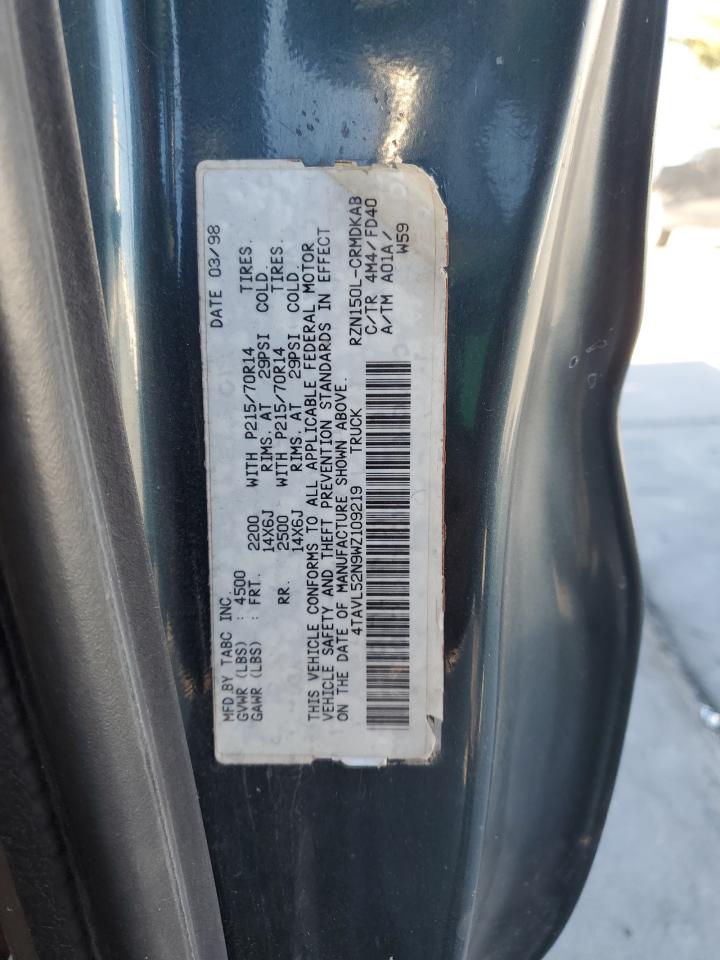 MFD BY TABC INC. DATE 03/98
GVWR (LBS) : 4500
GAWR (LBS) : FRT. 2200 WITH P215/70R14 TIRES.
14X6J RIMS. AT 29PSI COLD.
RR. 2500 WITH P215/70R14 TIRES.
14X6J RIMS. AT 29PSI COLD.
THIS VEHICLE CONFORMS TO ALL APPLICABLE FEDERAL MOTOR
VEHICLE SAFETY AND THEFT PREVENTION STANDARDS IN EFFECT
ON THE DATE OF MANUFACTURE SHOWN ABOVE.
4TAVL52N9WZ109219 TRUCK RZN150L-CRMDKAB
C/TR 4M4/FD40
A/TM A01A/
W59